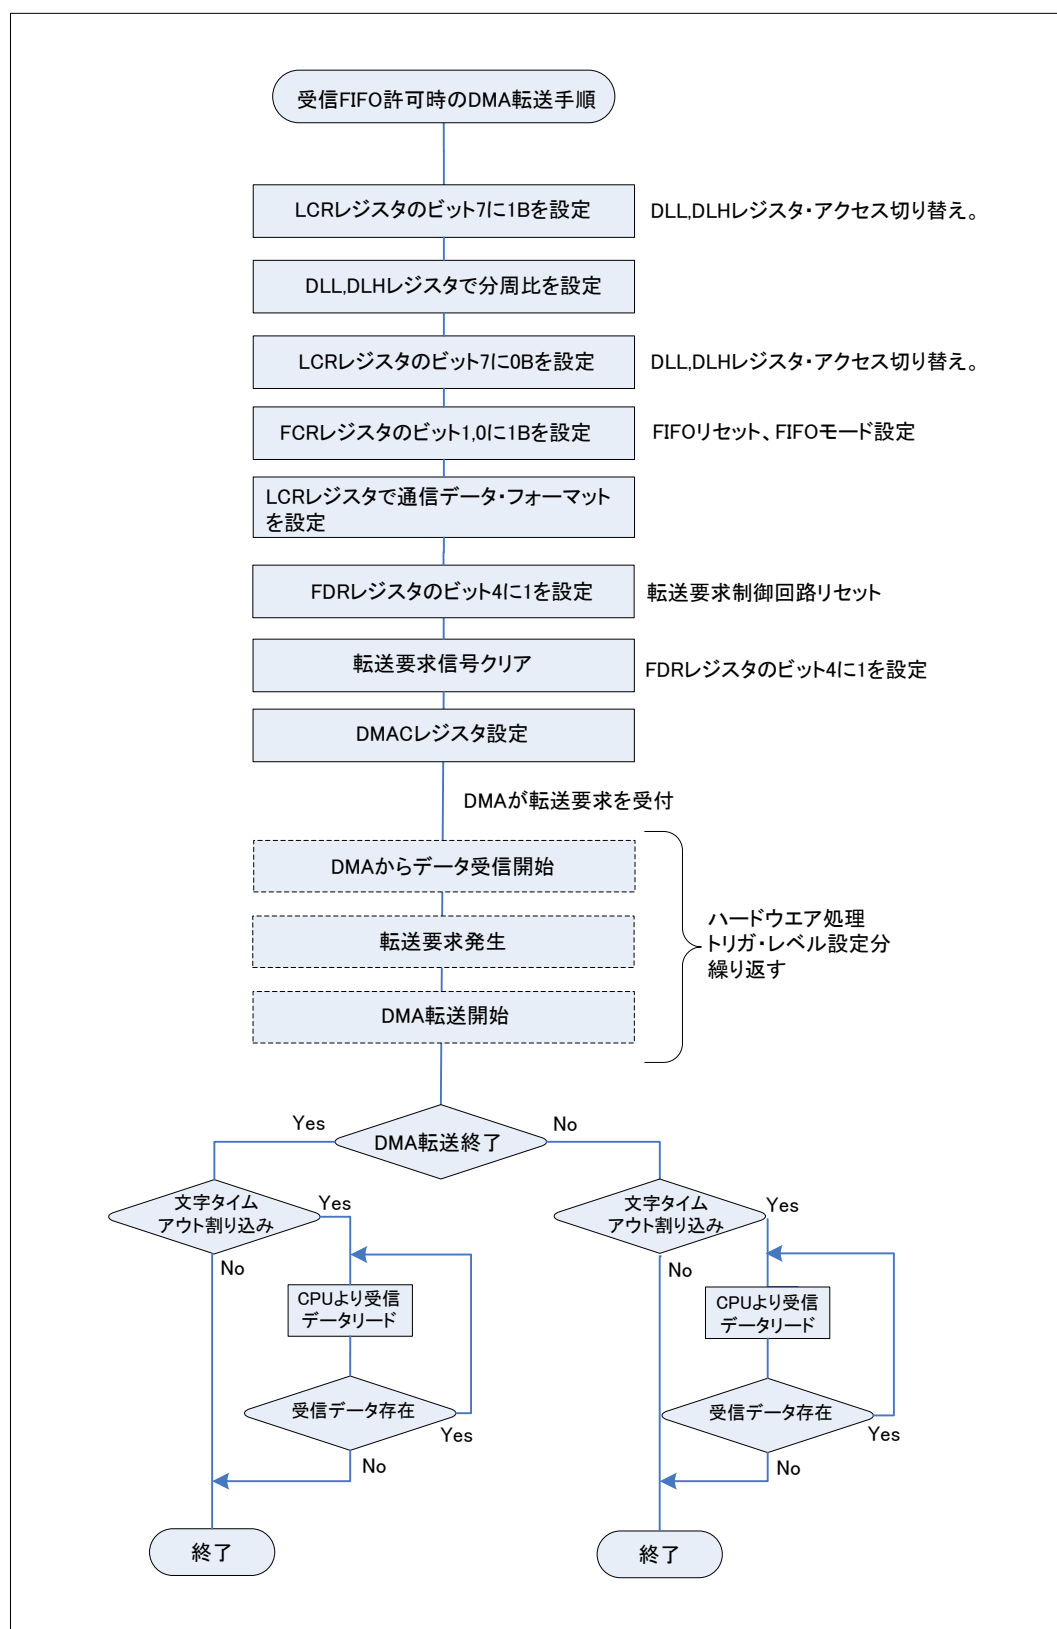 受信FIFO許可時のDMA転送手順
LCRレジスタのビット7に1Bを設定
DLL,DLHレジスタ・アクセス切り替え。
DLL,DLHレジスタで分周比を設定
LCRレジスタのビット7に0Bを設定
DLL,DLHレジスタ・アクセス切り替え。
FCRレジスタのビット1,0に1Bを設定
FIFOリセット、FIFOモード設定
LCRレジスタで通信データ・フォーマット
を設定
FDRレジスタのビット4に1を設定
転送要求制御回路リセット
転送要求信号クリア
FDRレジスタのビット4に1を設定
DMACレジスタ設定
DMAが転送要求を受付
DMAからデータ受信開始
転送要求発生
DMA転送開始
ハードウエア処理
トリガ・レベル設定分
繰り返す
DMA転送終了
Yes
No
文字タイム
アウト割り込み
Yes
No
CPUより受信
データリード
受信データ存在
Yes
No
終了
文字タイム
アウト割り込み
Yes
No
CPUより受信
データリード
受信データ存在
Yes
No
終了